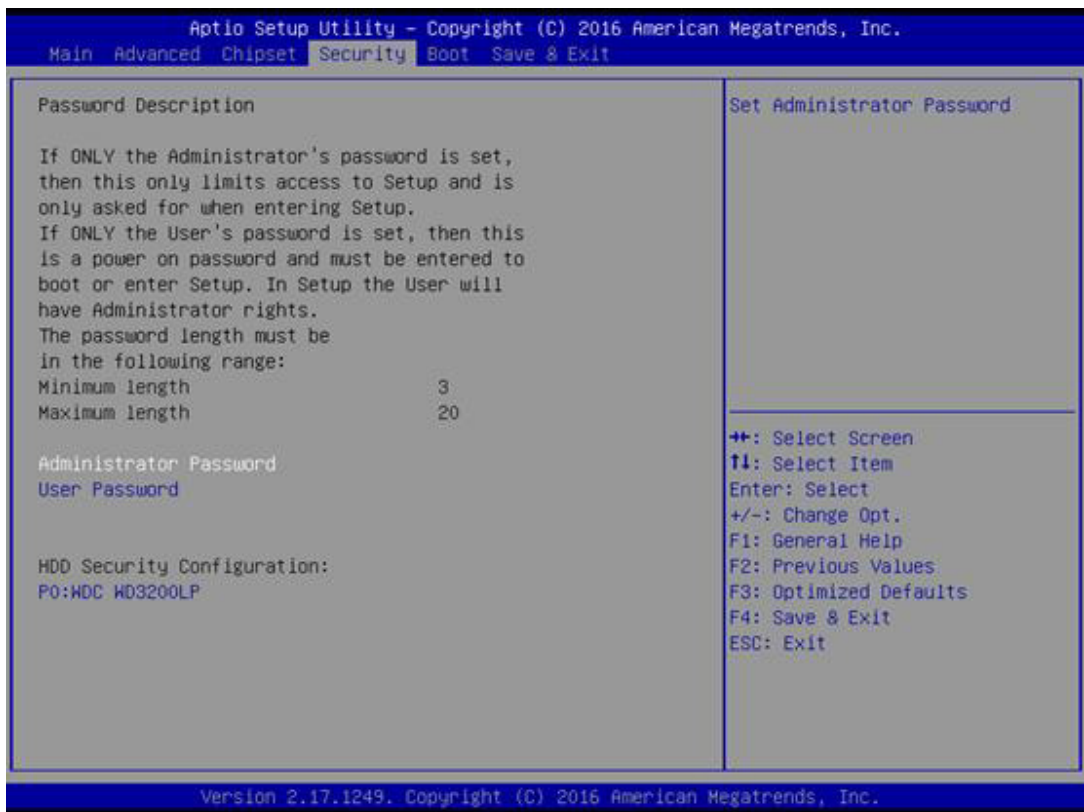 Aptio Setup Utility – Copyright (C) 2016 American Megatrends, Inc.
Main Advanced Chipset Security Boot Save & Exit
Password Description
If ONLY the Administrator's password is set,
then this only limits access to Setup and is
only asked for when entering Setup.
If ONLY the User's password is set, then this
is a power on password and must be entered to
boot or enter Setup. In Setup the User will
have Administrator rights.
The password length must be
in the following range:
Minimum length 3
Maximum length 20
Administrator Password
User Password
HDD Security Configuration:
P0:WDC WD3200LP
Set Administrator Password
→←: Select Screen
↑↓: Select Item
Enter: Select
+/-: Change Opt.
F1: General Help
F2: Previous Values
F3: Optimized Defaults
F4: Save & Exit
ESC: Exit
Version 2.17.1249. Copyright (C) 2016 American Megatrends, Inc.